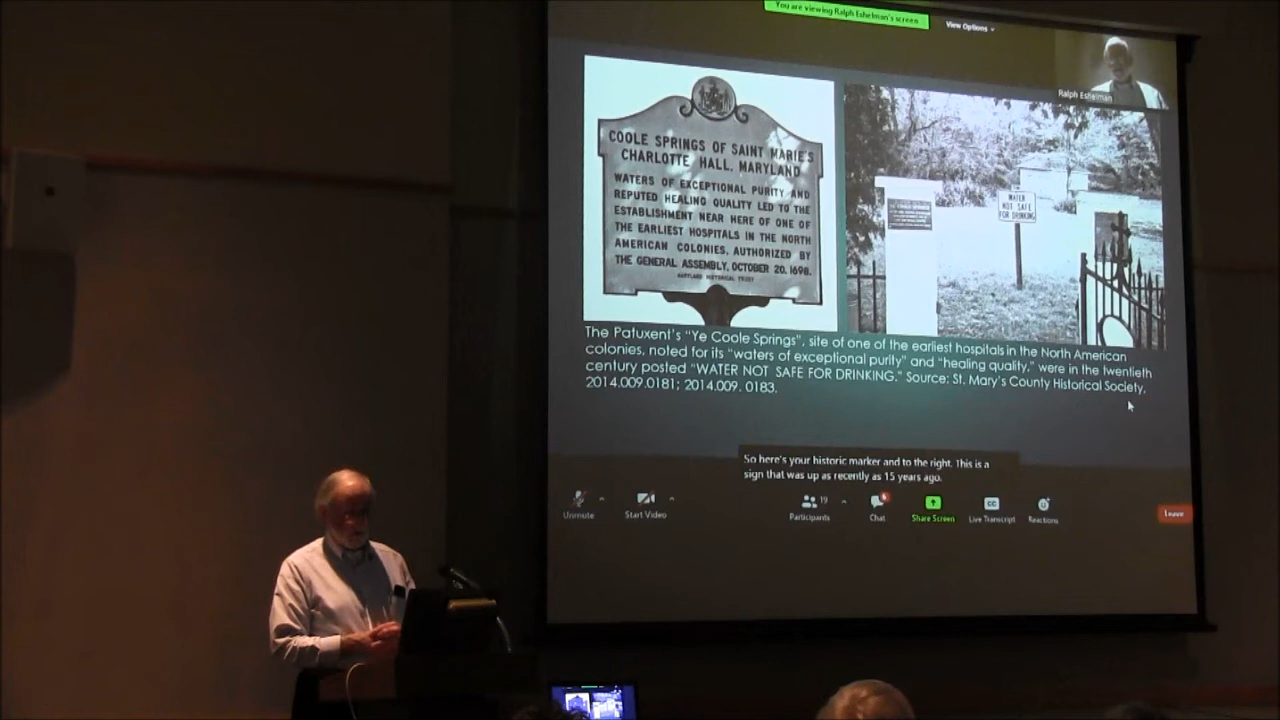 You are viewing Ralph Eshelman's screen
View Options
Ralph Eshelman
COOLE SPRINGS OF SAINT MARIE'S
CHARLOTTE HALL, MARYLAND
WATERS OF EXCEPTIONAL PURITY AND
REPUTED HEALING QUALITY LED TO THE
ESTABLISHMENT NEAR HERE OF ONE OF
THE EARLIEST HOSPITALS IN THE NORTH
AMERICAN COLONIES, AUTHORIZED BY
THE GENERAL ASSEMBLY, OCTOBER 20, 1698.
MARYLAND HISTORICAL TRUST
WATER
NOT SAFE
FOR DRINKING
The Patuxent's "Ye Coole Springs", site of one of the earliest hospitals in the North American
colonies, noted for its "waters of exceptional purity" and "healing quality," were in the twentieth
century posted "WATER NOT SAFE FOR DRINKING." Source: St. Mary's County Historical Society,
2014.009.0181; 2014.009. 0183.
So here's your historic marker and to the right. This is a
sign that was up as recently as 15 years ago.
Unmute
Start Video
19
Participants
Chat
Share Screen
CC
Live Transcript
Reactions
Leave